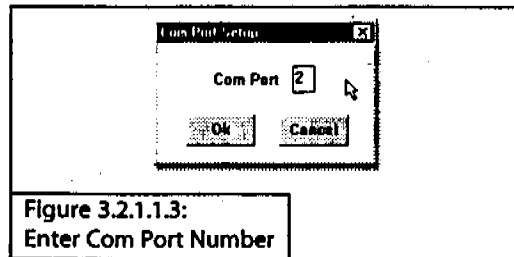 Com Port Setup
Com Port 2
Ok Cancel
Figure 3.2.1.1.3:
Enter Com Port Number